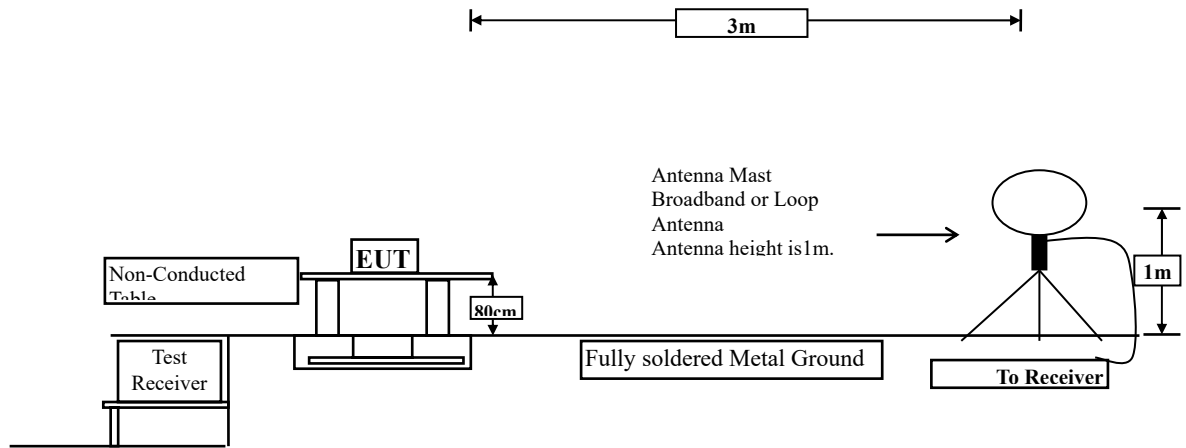 3m
Antenna Mast
Broadband or Loop
Antenna
Antenna height is1m.
EUT
Non-Conducted
Table
80cm
1m
Test
Receiver
Fully soldered Metal Ground
To Receiver